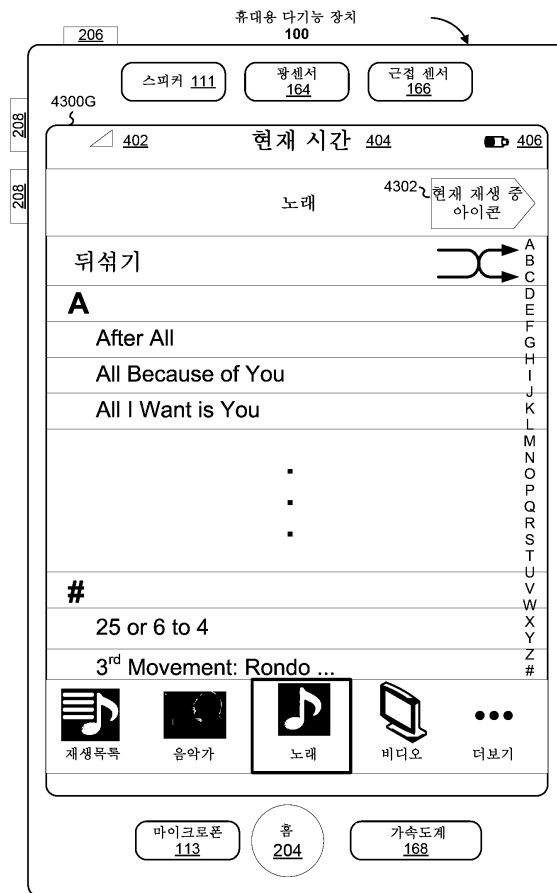 휴대용 다기능 장치
100
206
스피커 111
광센서
164
근접 센서
166
4300G
208
208
402
현재 시간 404
406
노래
4302
현재 재생 중
아이콘
뒤섞기
A
B
C
D
E
F
G
H
I
J
K
L
M
N
O
P
Q
R
S
T
U
V
W
X
Y
Z
#
A
After All
All Because of You
All I Want is You
#
25 or 6 to 4
3rd Movement: Rondo ...
재생목록
음악가
노래
비디오
더보기
마이크로폰
113
홈
204
가속도계
168